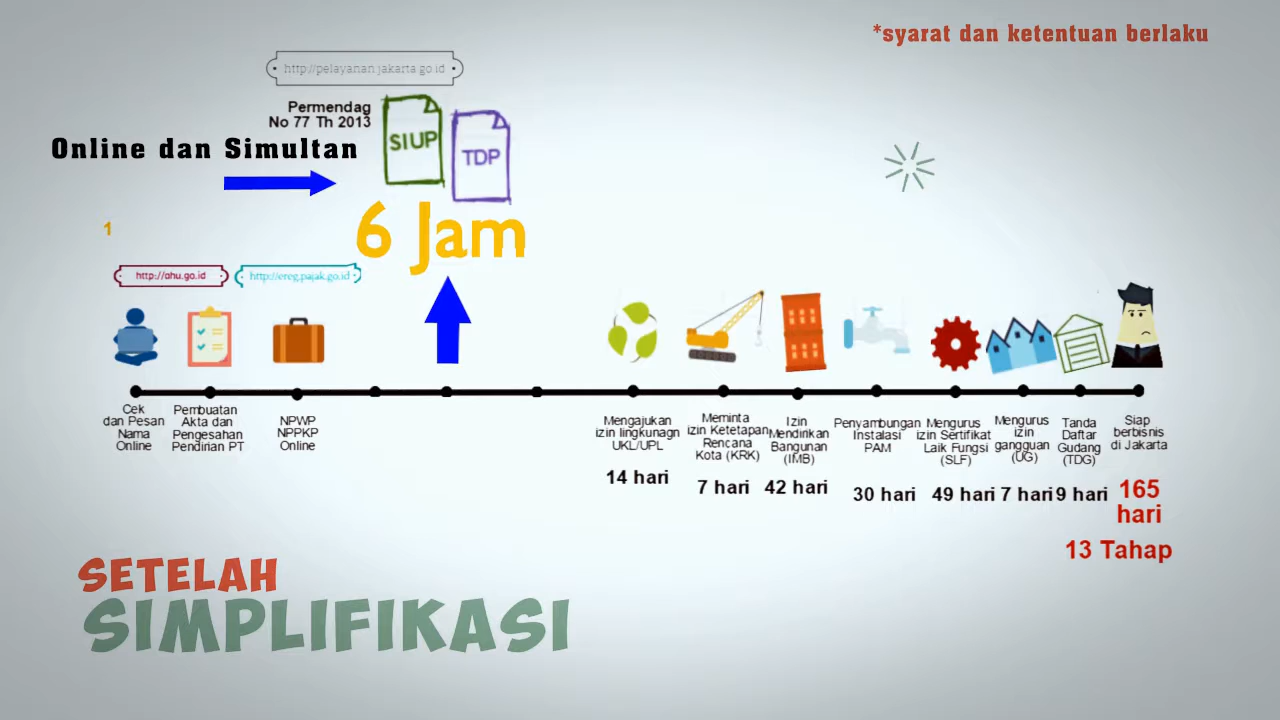 *syarat dan ketentuan berlaku
http://pelayanan.jakarta.go.id
Permendag
No 77 Th 2013
Online dan Simultan
SIUP
TDP
6 Jam
1
http://ahu.go.id
http://ereg.pajak.go.id
Cek
dan Pesan
Nama
Online
Pembuatan
Akta dan
Pengesahan
Pendirian PT
NPWP
NPPKP
Online
Mengajukan
izin lingkunagn
UKL/UPL
14 hari
Meminta
izin Ketetapan
Rencana
Kota (KRK)
7 hari
Izin
Mendirikan
Bangunan
(IMB)
42 hari
Penyambungan
Instalasi
PAM
30 hari
Mengurus
izin Sertifikat
Laik Fungsi
(SLF)
49 hari
Mengurus
izin
gangguan
(UG)
7 hari
Tanda
Daftar
Gudang
(TDG)
9 hari
Siap
berbisnis
di Jakarta
165
hari
13 Tahap
SETELAH
SIMPLIFIKASI